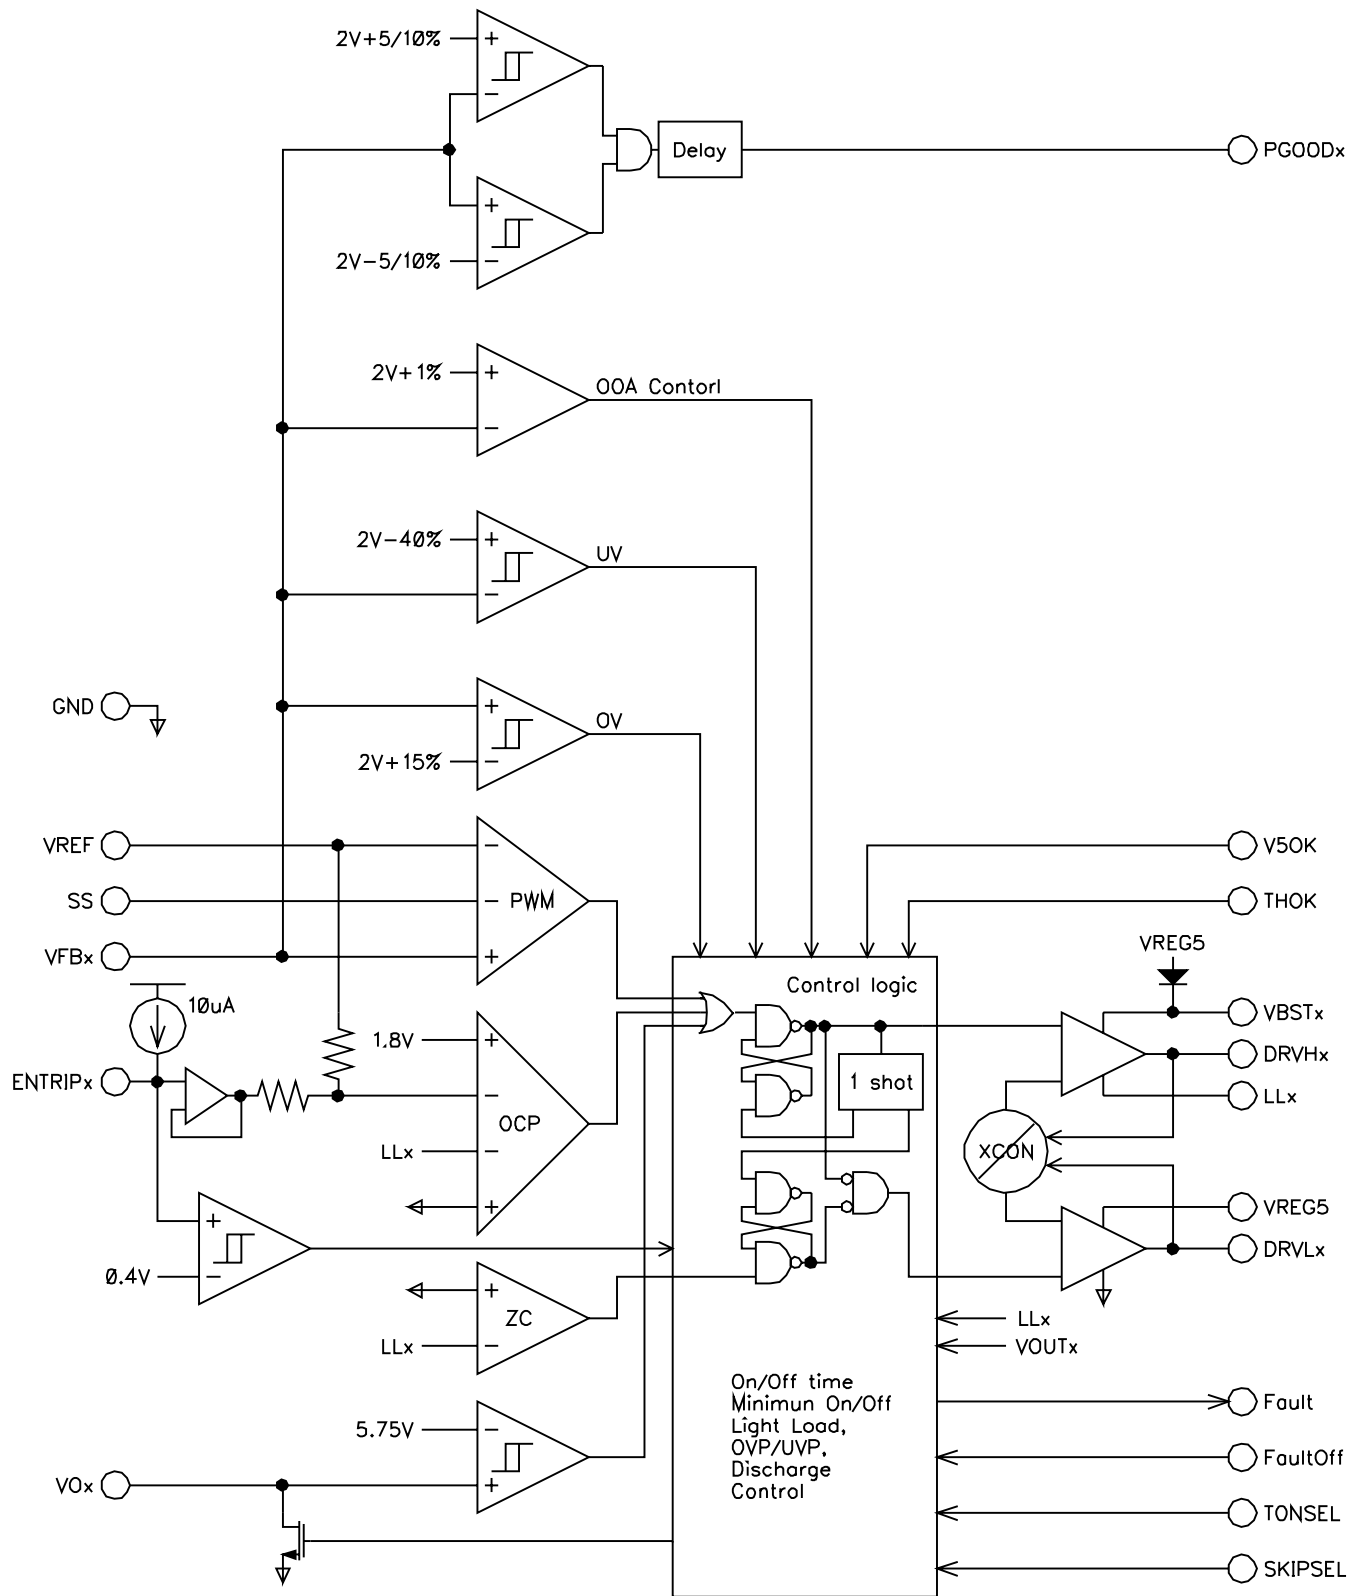 2V+5/10%
+
−
Delay
PGOODx
+
2V−5/10%
−
2V+1%
+
OOA Contorl
−
2V−40%
+
UV
−
GND
+
OV
2V+15%
−
VREF
−
V5OK
SS
−
PWM
THOK
VFBx
+
VREG5
Control logic
10uA
VBSTx
1.8V
+
DRVHx
ENTRIPx
1 shot
−
LLx
OCP
LLx
−
XCON
+
VREG5
+
DRVLx
0.4V
−
+
ZC
LLx
LLx
−
VOUTx
On/Off time
Minimun On/Off
Light Load,
OVP/UVP,
Discharge
Control
Fault
5.75V
−
FaultOff
VOx
+
TONSEL
SKIPSEL